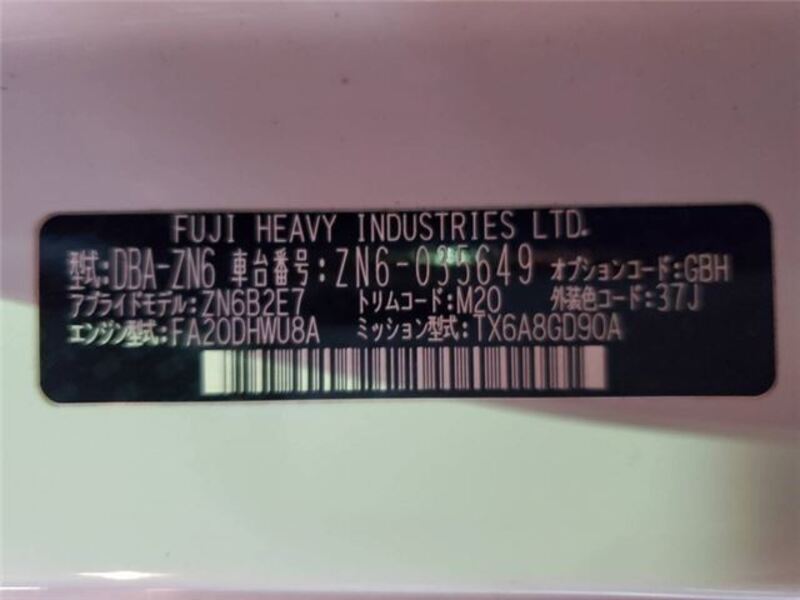 FUJI HEAVY INDUSTRIES LTD.
型式:DBA-ZN6 車台番号:ZN6-035649 オプションコード:GBH
アプライドモデル:ZN6B2E7 トリムコード:M20 外装色コード:37J
エンジン型式:FA20DHWU8A ミッション型式:TX6A8GD90A